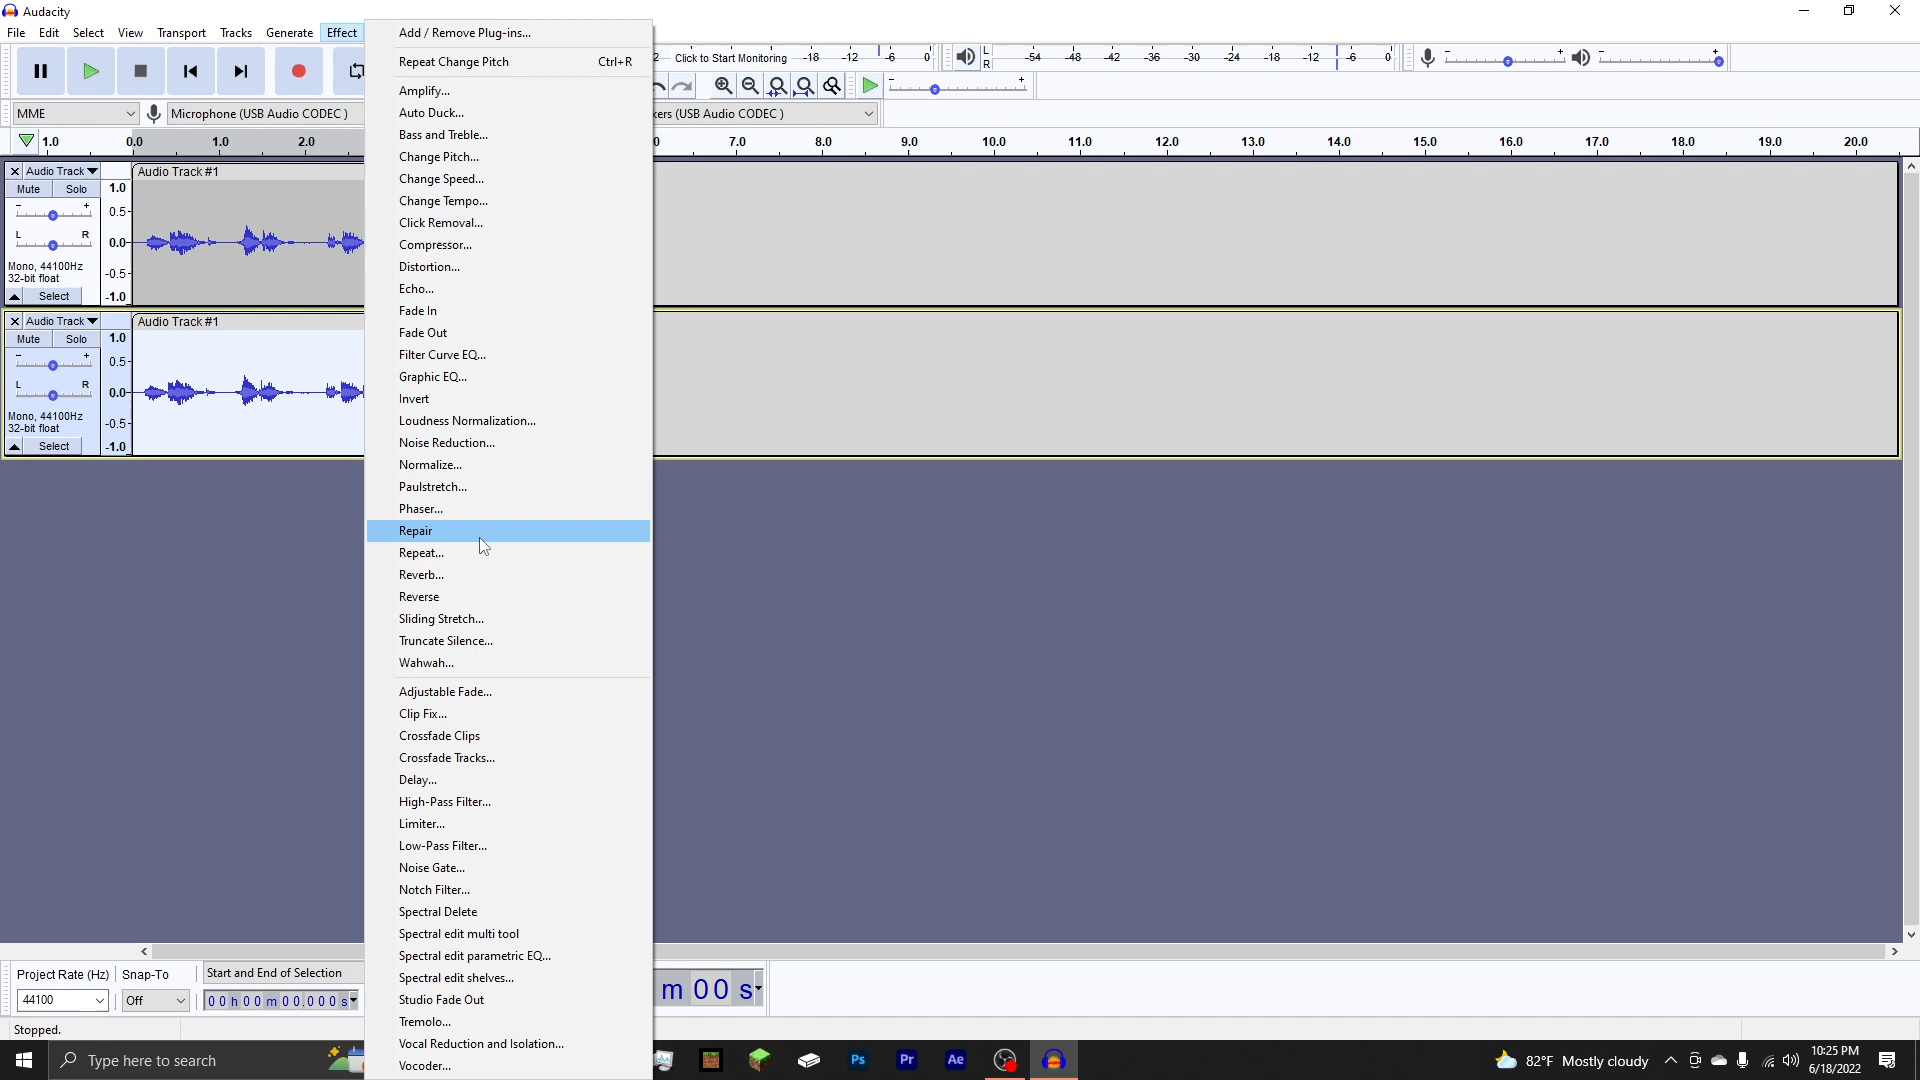 Audacity
File Edit Select View Transport Tracks Generate Effect
Add / Remove Plug-ins...
Repeat Change Pitch Ctrl+R
Amplify...
Auto Duck...
Bass and Treble...
Change Pitch...
Change Speed...
Change Tempo...
Click Removal...
Compressor...
Distortion...
Echo...
Fade In
Fade Out
Filter Curve EQ...
Graphic EQ...
Invert
Loudness Normalization...
Noise Reduction...
Normalize...
Paulstretch...
Phaser...
Repair
Repeat...
Reverb...
Reverse
Sliding Stretch...
Truncate Silence...
Wahwah...
Adjustable Fade...
Clip Fix...
Crossfade Clips
Crossfade Tracks...
Delay...
High-Pass Filter...
Limiter...
Low-Pass Filter...
Noise Gate...
Notch Filter...
Spectral Delete
Spectral edit multi tool
Spectral edit parametric EQ...
Spectral edit shelves...
Studio Fade Out
Tremolo...
Vocal Reduction and Isolation...
Vocoder...
2 Click to Start Monitoring -18 -12 -6 0
L
R
-54 -48 -42 -36 -30 -24 -18 -12 -6 0
- +
- +
- +
MME Microphone (USB Audio CODEC ) kers (USB Audio CODEC )
1.0 0.0 1.0 2.0 0 7.0 8.0 9.0 10.0 11.0 12.0 13.0 14.0 15.0 16.0 17.0 18.0 19.0 20.0
Audio Track Audio Track #1
Mute Solo
- +
L R
Mono, 44100Hz
32-bit float
Select
1.0
0.5
0.0
-0.5
-1.0
Audio Track Audio Track #1
Mute Solo
- +
L R
Mono, 44100Hz
32-bit float
Select
1.0
0.5
0.0
-0.5
-1.0
Project Rate (Hz) Snap-To Start and End of Selection
44100 Off 00 h 00 m 00.000 s m 00 s
Stopped.
Type here to search
Ps Pr Ae
82°F Mostly cloudy
10:25 PM
6/18/2022